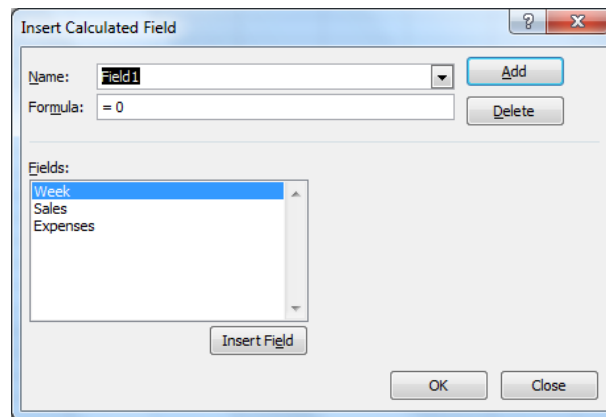 Insert Calculated Field
Name: Field1 Add
Formula: = 0 Delete
Fields:
Week
Sales
Expenses
Insert Field
OK Close